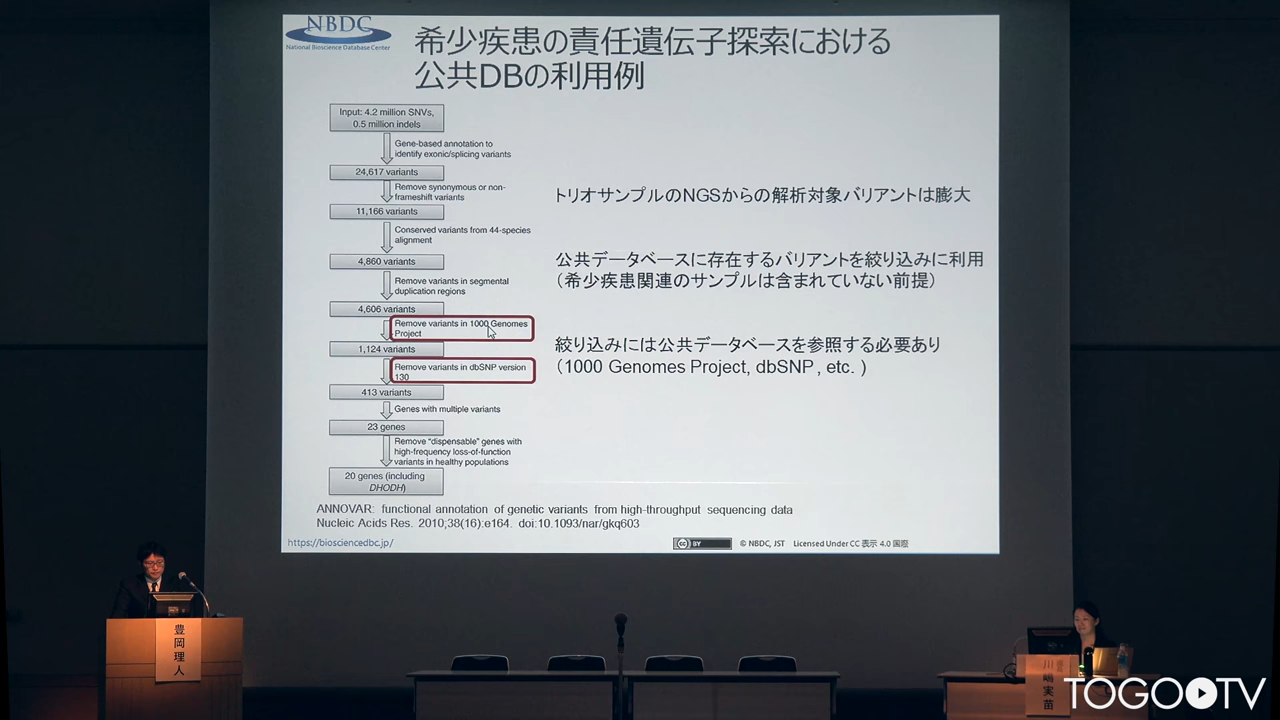 NBDC
National Bioscience Database Center
希少疾患の責任遺伝子探索における
公共DBの利用例
Input: 4.2 million SNVs,
0.5 million indels
Gene-based annotation to
identify exonic/splicing variants
24,617 variants
Remove synonymous or non-
frameshift variants
11,166 variants
Conserved variants from 44-species
alignment
4,860 variants
Remove variants in segmental
duplication regions
4,606 variants
Remove variants in 1000 Genomes
Project
1,124 variants
Remove variants in dbSNP version
130
413 variants
Genes with multiple variants
23 genes
Remove “dispensable” genes with
high-frequency loss-of-function
variants in healthy populations
20 genes (including
DHODH)
トリオサンプルのNGSからの解析対象バリアントは膨大
公共データベースに存在するバリアントを絞り込みに利用
（希少疾患関連のサンプルは含まれていない前提）
絞り込みには公共データベースを参照する必要あり
（1000 Genomes Project, dbSNP , etc. ）
ANNOVAR: functional annotation of genetic variants from high-throughput sequencing data
Nucleic Acids Res. 2010;38(16).e164. doi:10.1093/nar/gkq603
https://biosciencedbc.jp/
cc BY
© NBDC, JST Licensed Under CC 表示 4.0 国際
豊岡理人
川嶋実苗
TOGO TV